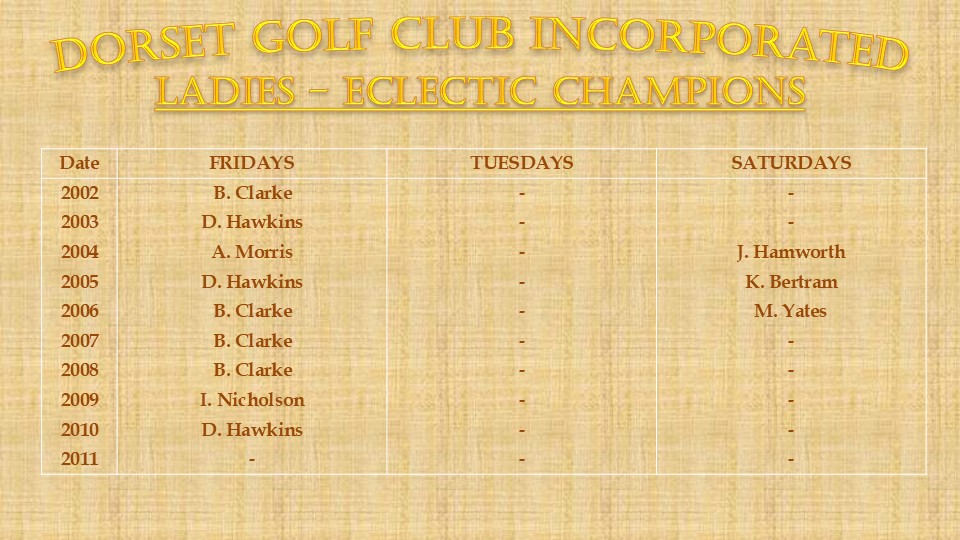 DORSET GOLF CLUB INCORPORATED
LADIES – ECLECTIC CHAMPIONS
Date FRIDAYS TUESDAYS SATURDAYS
2002 B. Clarke - -
2003 D. Hawkins - -
2004 A. Morris - J. Hamworth
2005 D. Hawkins - K. Bertram
2006 B. Clarke - M. Yates
2007 B. Clarke - -
2008 B. Clarke - -
2009 I. Nicholson - -
2010 D. Hawkins - -
2011 - - -